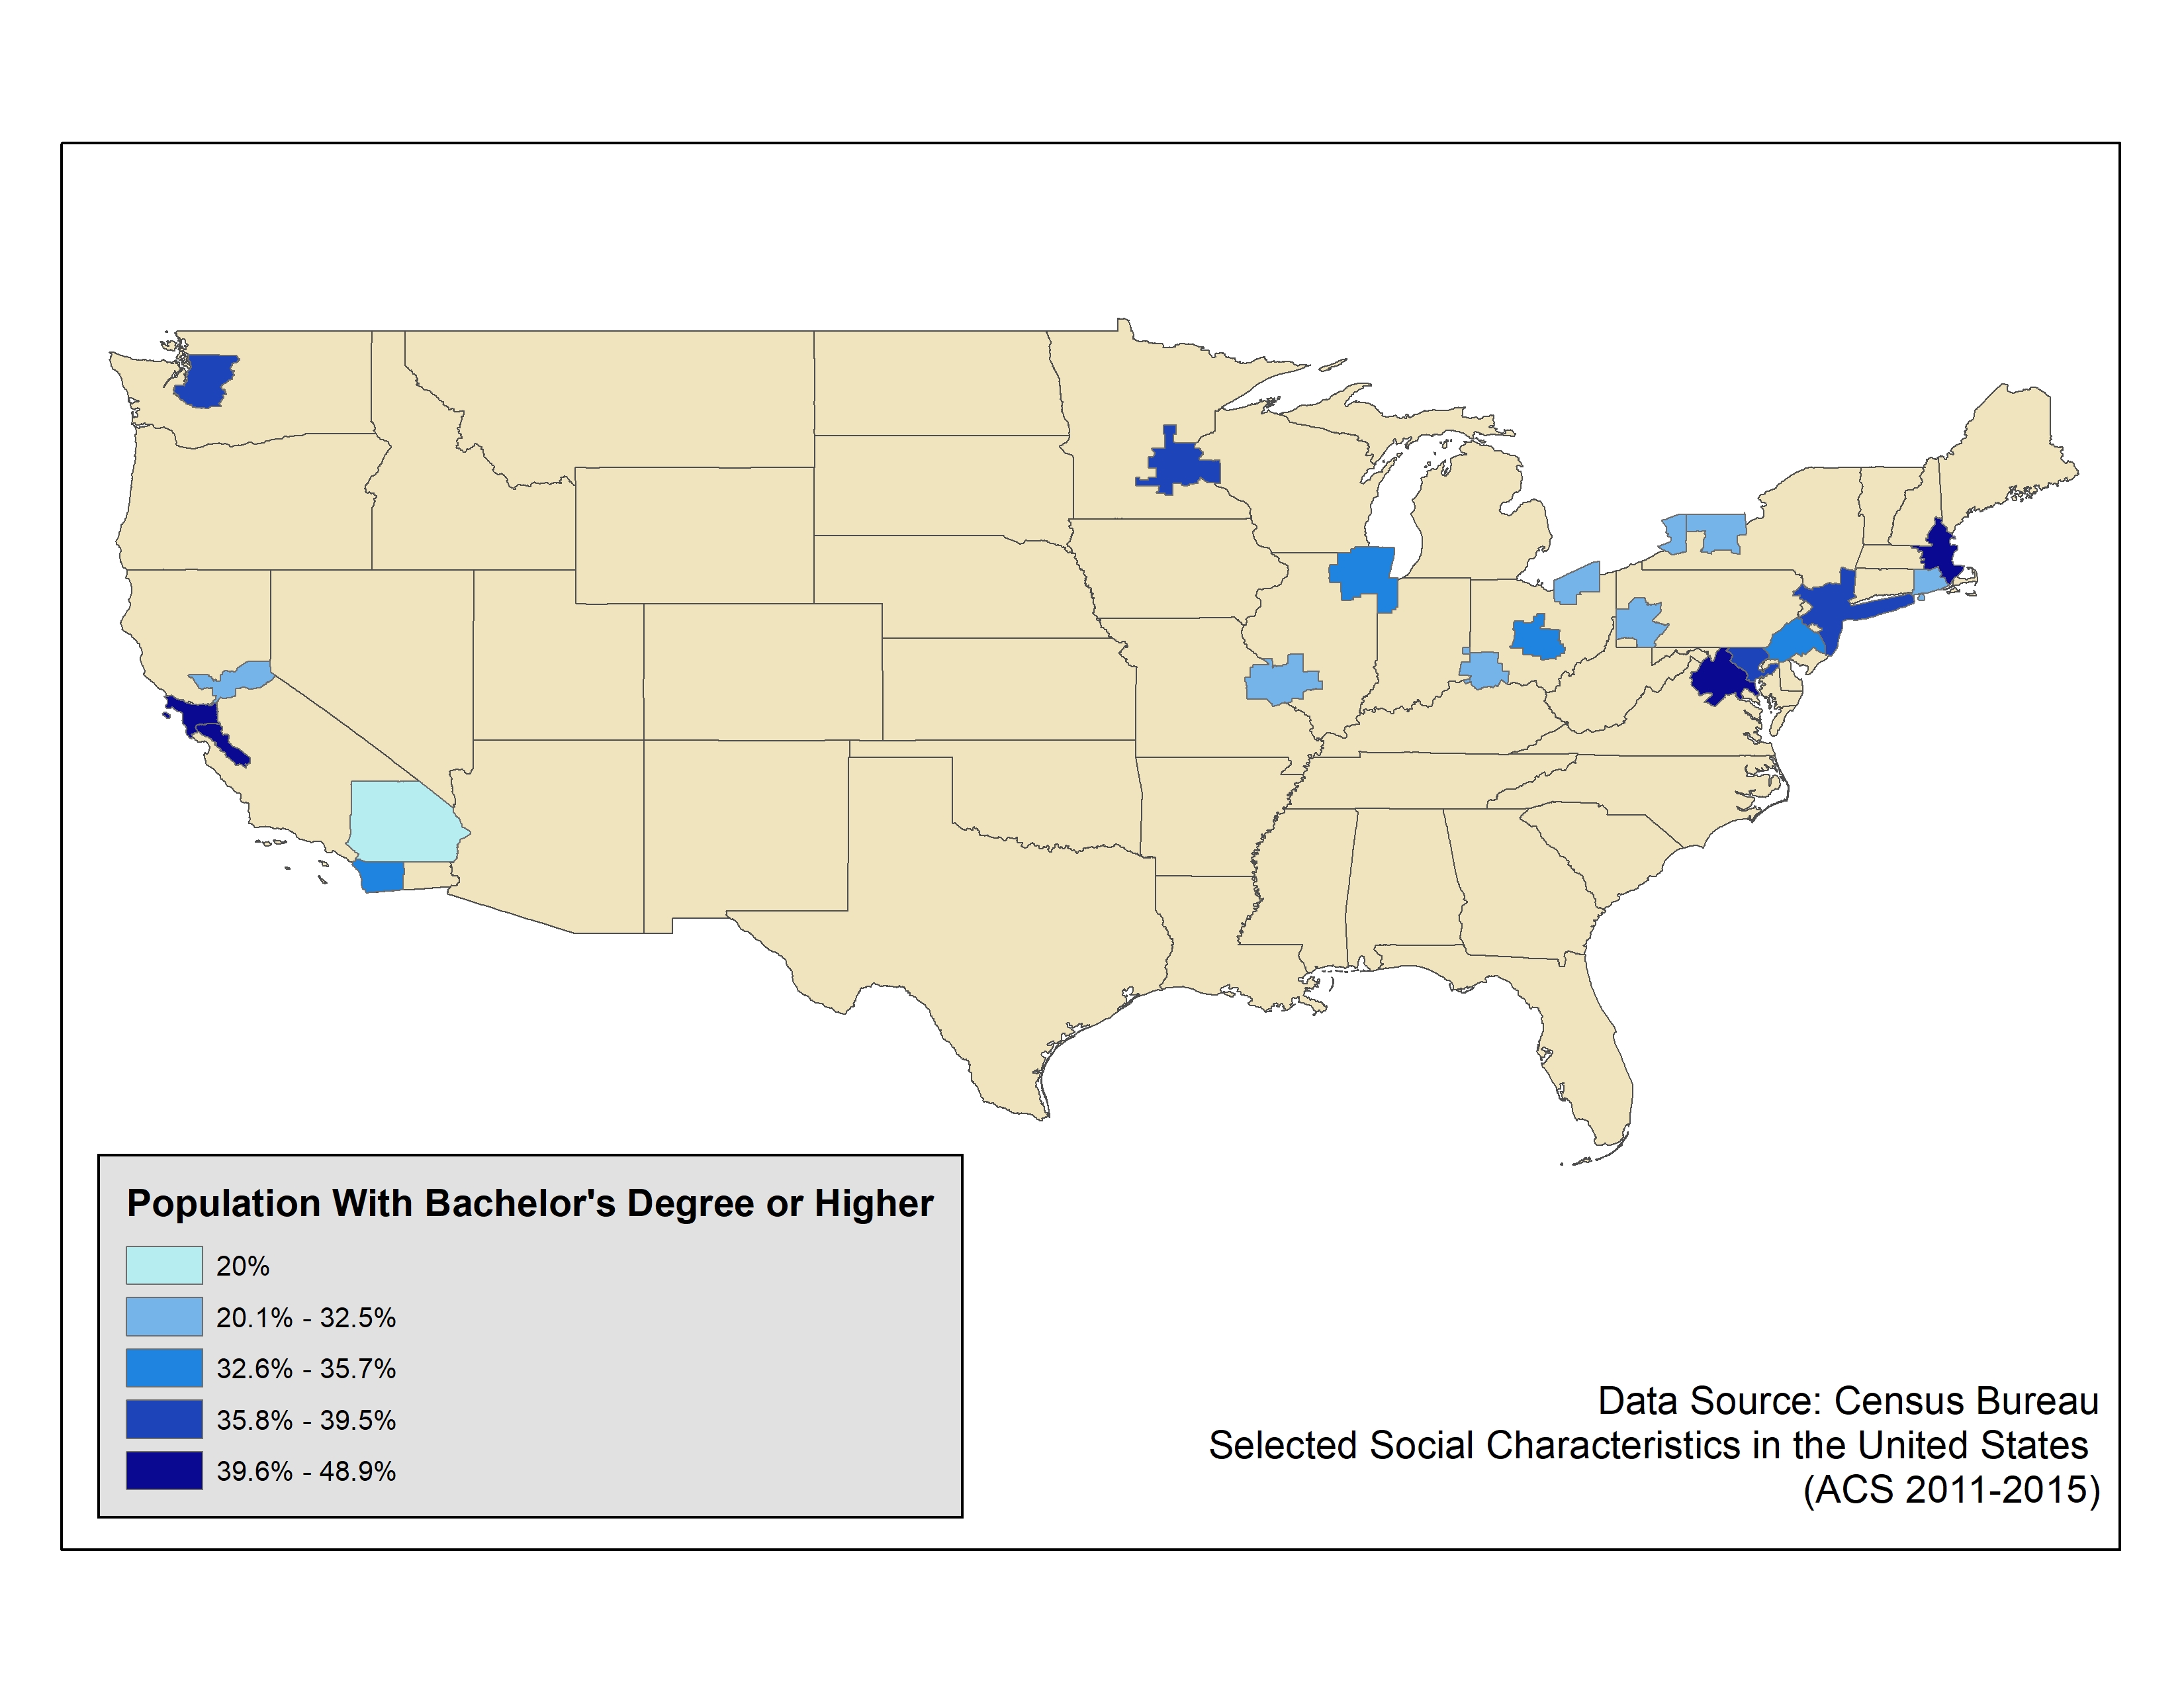 Population With Bachelor's Degree or Higher
20%
20.1% - 32.5%
32.6% - 35.7%
35.8% - 39.5%
39.6% - 48.9%
Data Source: Census Bureau
Selected Social Characteristics in the United States
(ACS 2011-2015)